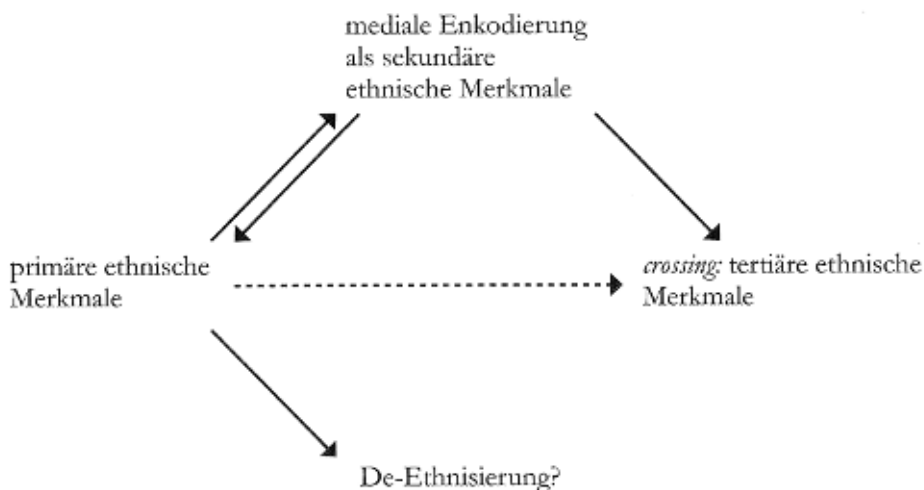 mediale Enkodierung
als sekundäre
ethnische Merkmale
primäre ethnische
Merkmale
crossing: tertiäre ethnische
Merkmale
De-Ethnisierung?